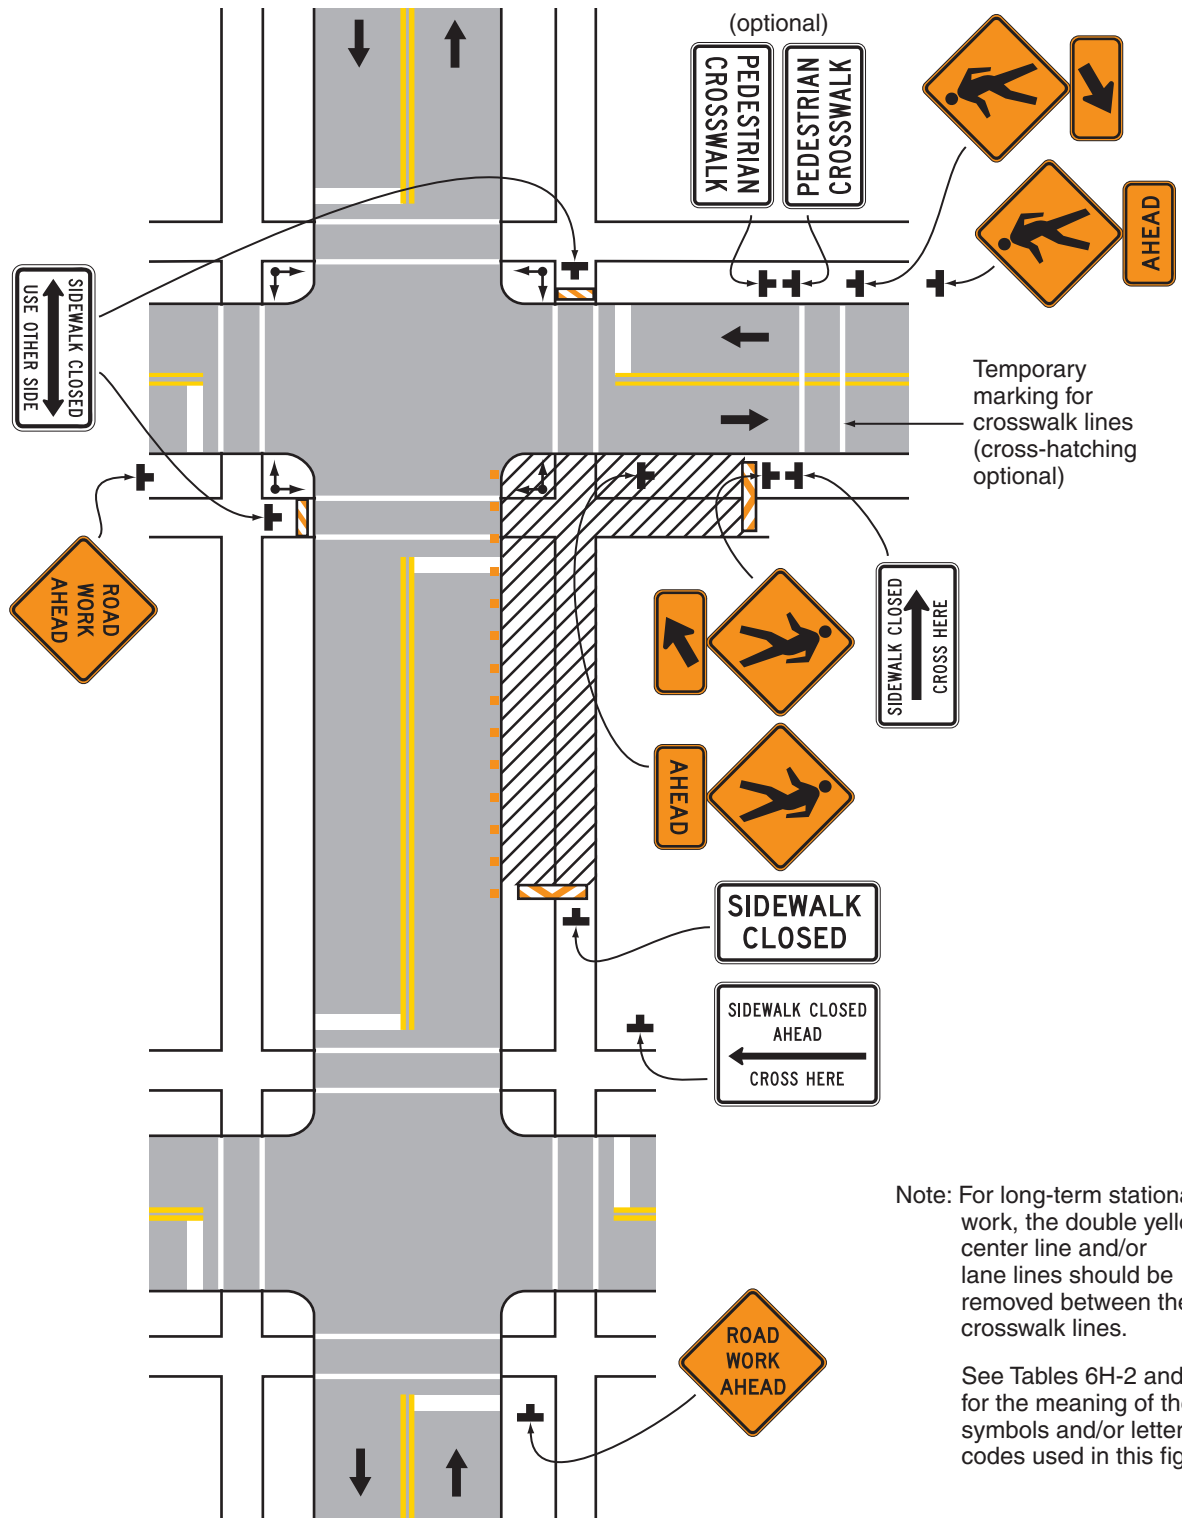 (optional)
PEDESTRIAN
CROSSWALK
PEDESTRIAN
CROSSWALK
AHEAD
SIDEWALK CLOSED
USE OTHER SIDE
Temporary
marking for
crosswalk lines
(cross-hatching
optional)
ROAD
WORK
AHEAD
SIDEWALK CLOSED
CROSS HERE
AHEAD
SIDEWALK
CLOSED
SIDEWALK CLOSED
AHEAD
CROSS HERE
ROAD
WORK
AHEAD
Note: For long-term
work, the double
center line and/or
lane lines should be
removed between the
crosswalk lines.
See Tables 6H-2 and
for the meaning of the
symbols and/or letter
codes used in this